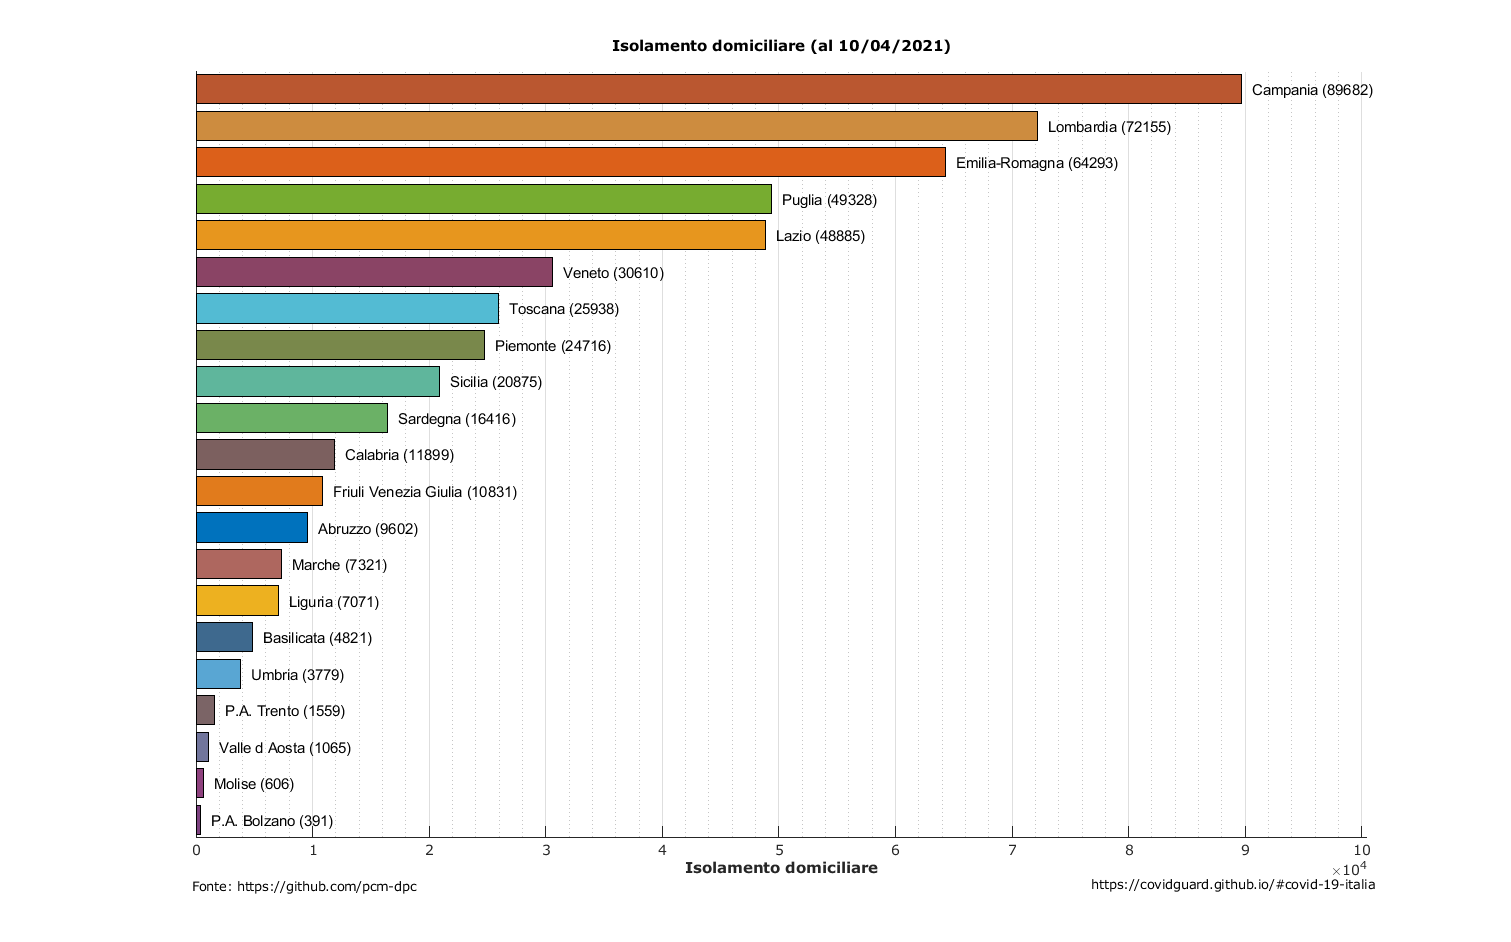 Isolamento domiciliare (al 10/04/2021)
Campania (89682)
Lombardia (72155)
Emilia-Romagna (64293)
Puglia (49328)
Lazio (48885)
Veneto (30610)
Toscana (25938)
Piemonte (24716)
Sicilia (20875)
Sardegna (16416)
Calabria (11899)
Friuli Venezia Giulia (10831)
Abruzzo (9602)
Marche (7321)
Liguria (7071)
Basilicata (4821)
Umbria (3779)
P.A. Trento (1559)
Valle d Aosta (1065)
Molise (606)
P.A. Bolzano (391)
0 1 2 3 4 5 6 7 8 9 10
×10⁴
Isolamento domiciliare
Fonte: https://github.com/pcm-dpc
https://covidguard.github.io/#covid-19-italia